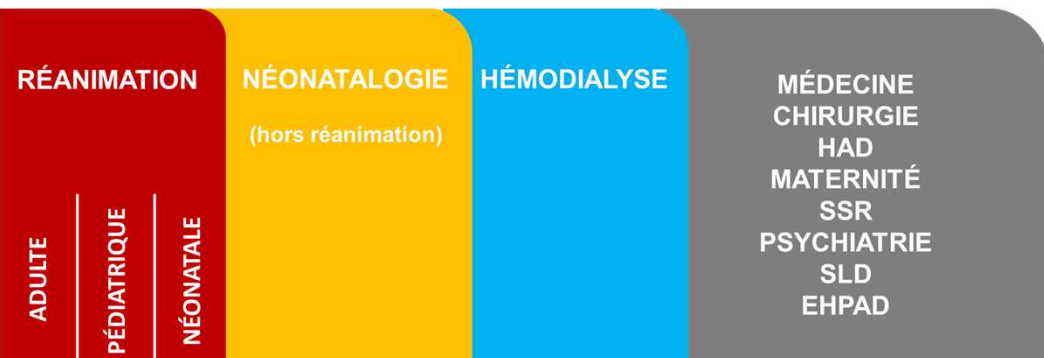 RÉANIMATION
ADULTE
PÉDIATRIQUE
NÉONATALE
NÉONATALOGIE
(hors réanimation)
HÉMODIALYSE
MÉDECINE
CHIRURGIE
HAD
MATERNITÉ
SSR
PSYCHIATRIE
SLD
EHPAD